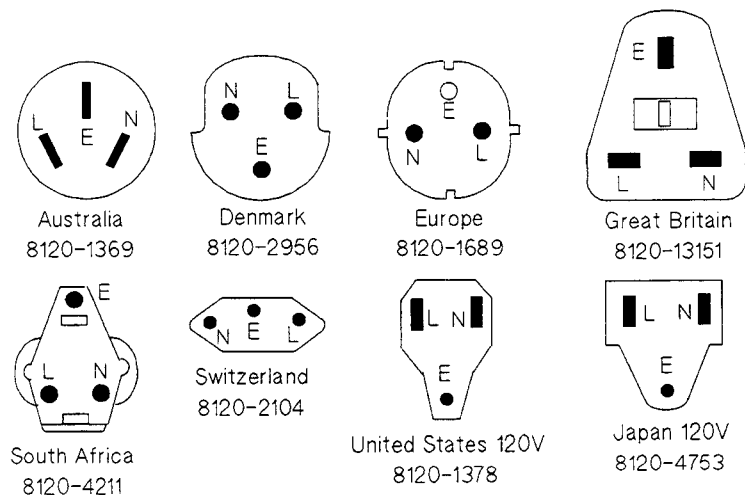 L E N
Australia
8120-1369
N L
E
Denmark
8120-2956
E
N L
Europe
8120-1689
E
L N
Great Britain
8120-13151
E
L N
South Africa
8120-4211
N E L
Switzerland
8120-2104
L N
E
United States 120V
8120-1378
L N
E
Japan 120V
8120-4753